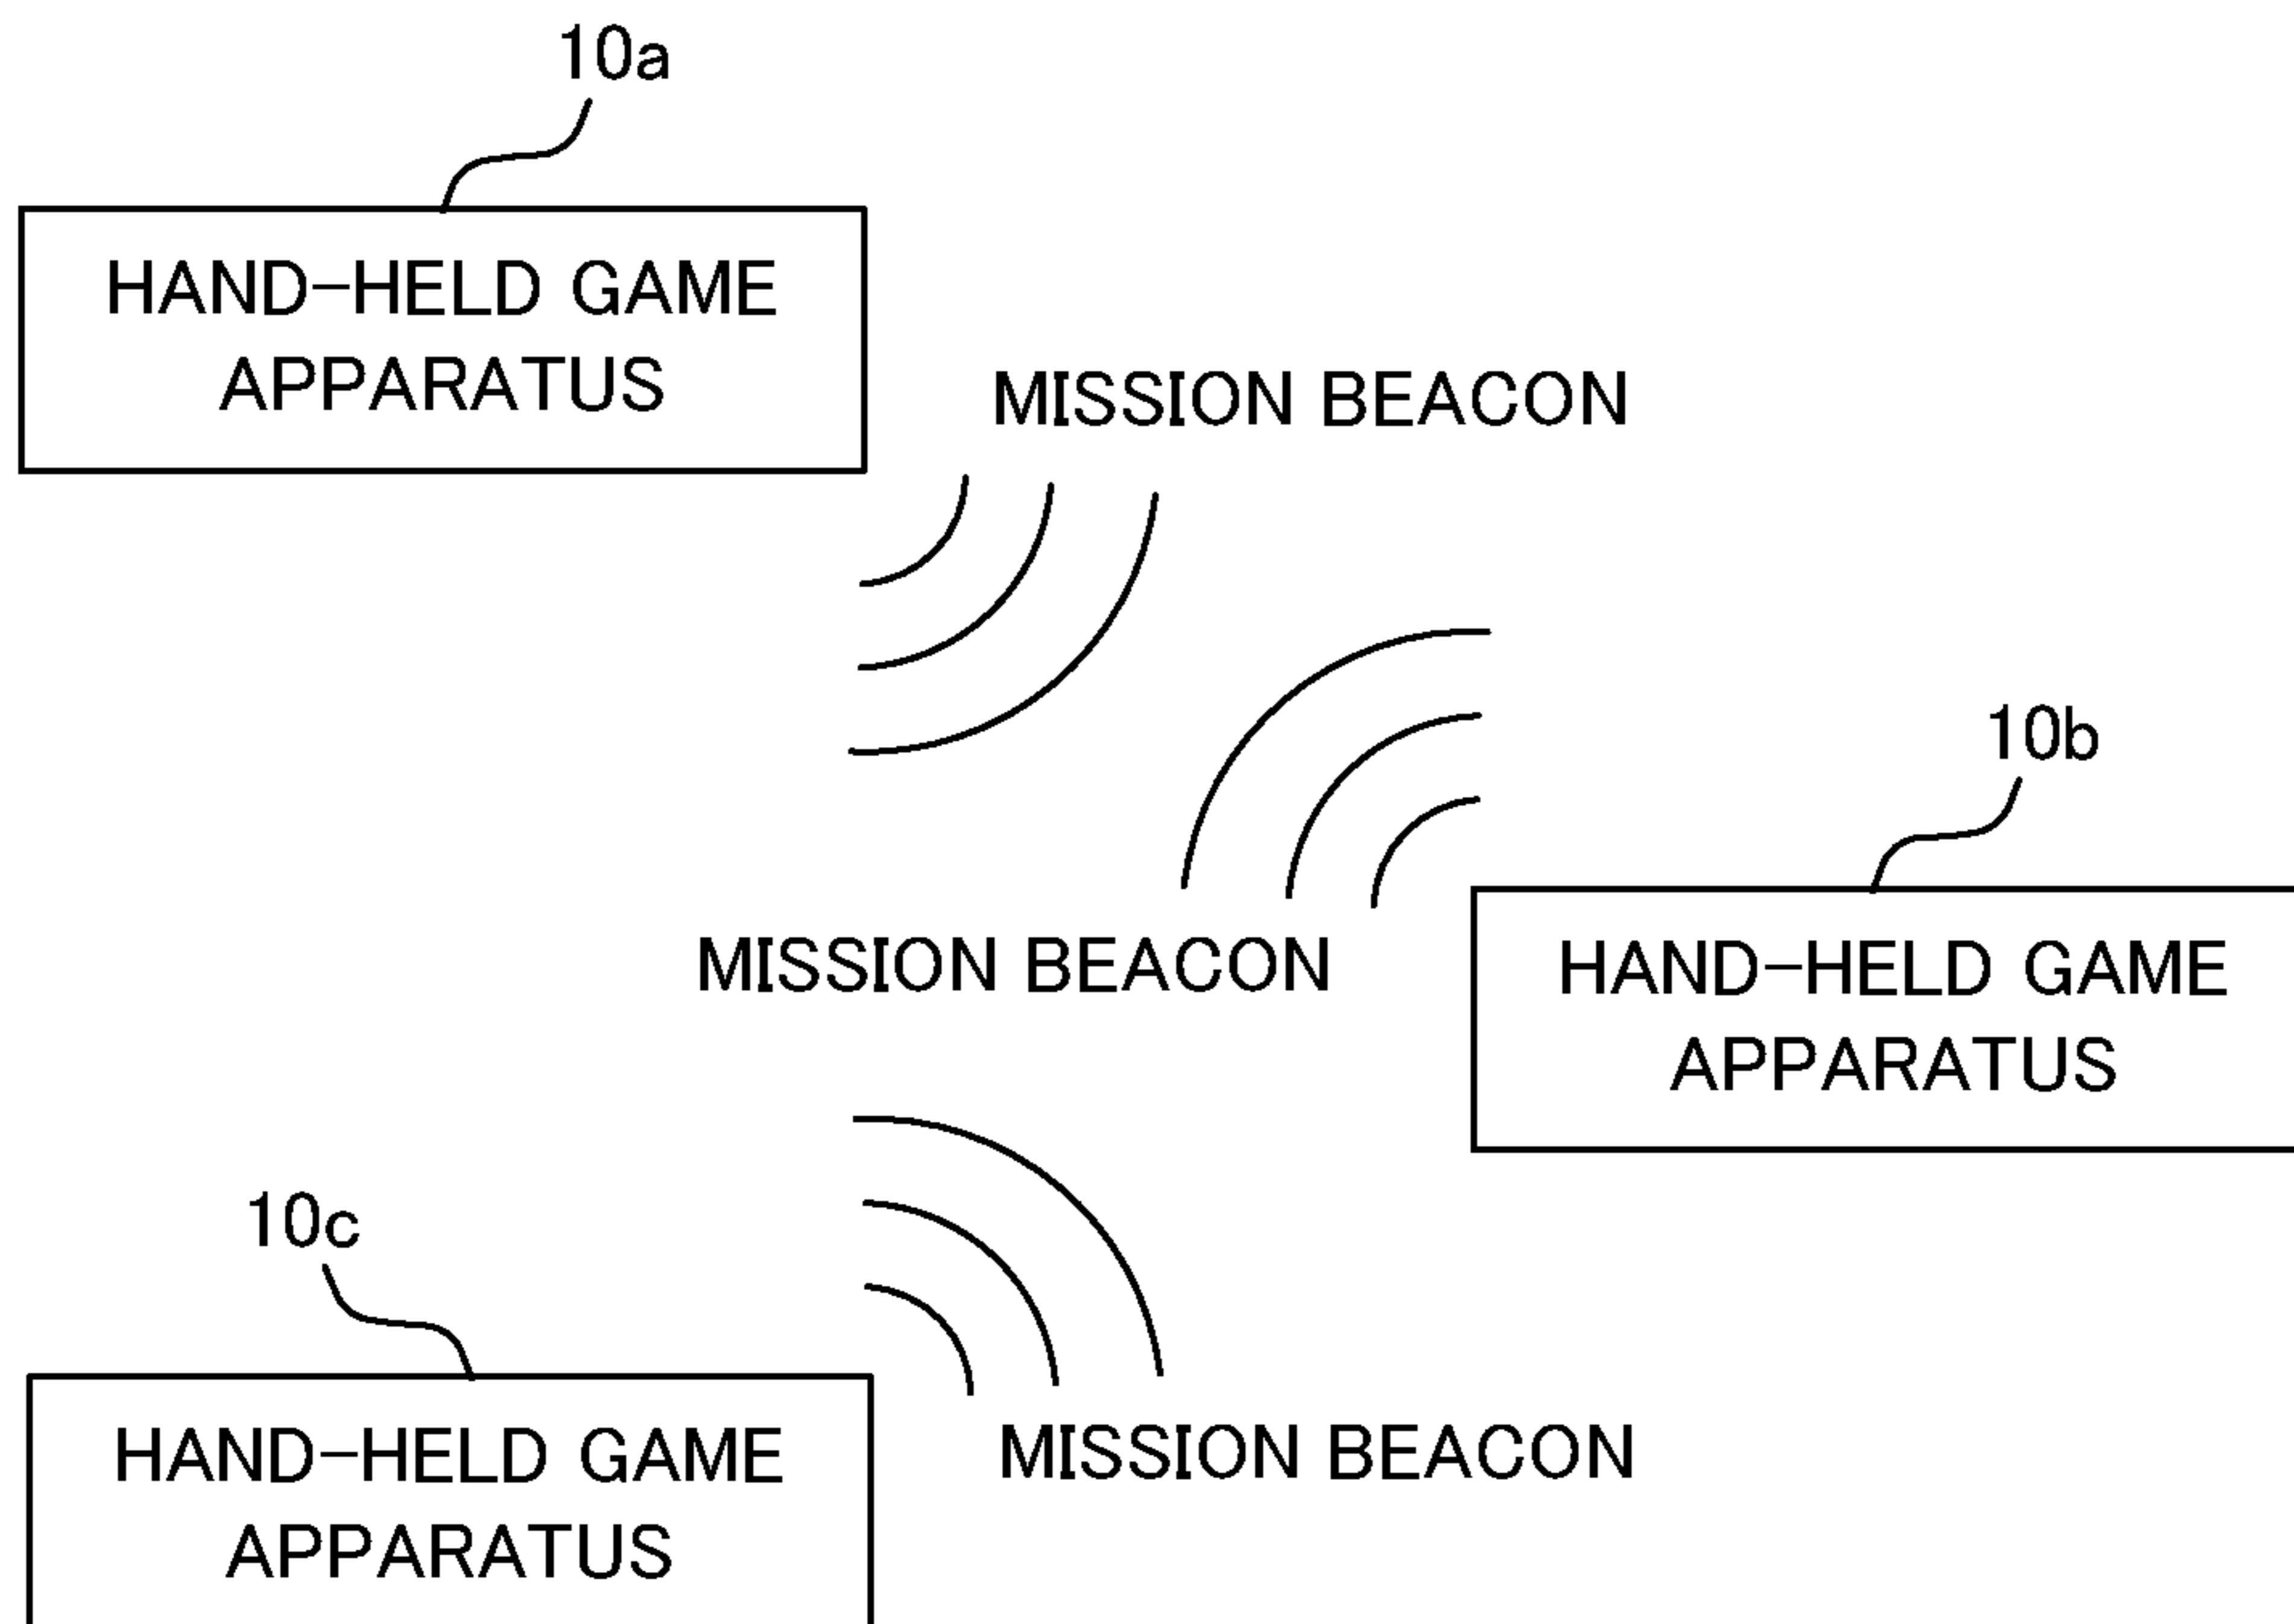 10a
HAND-HELD GAME
APPARATUS
MISSION BEACON
10b
MISSION BEACON
HAND-HELD GAME
APPARATUS
10c
HAND-HELD GAME
APPARATUS
MISSION BEACON